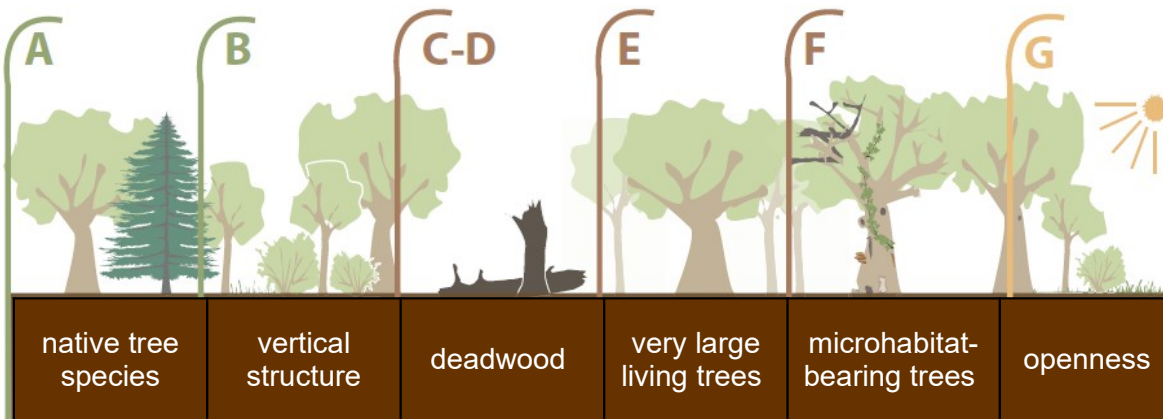 A
B
C-D
E
F
G
native tree
species
vertical
structure
deadwood
very large
living trees
microhabitat-
bearing trees
openness